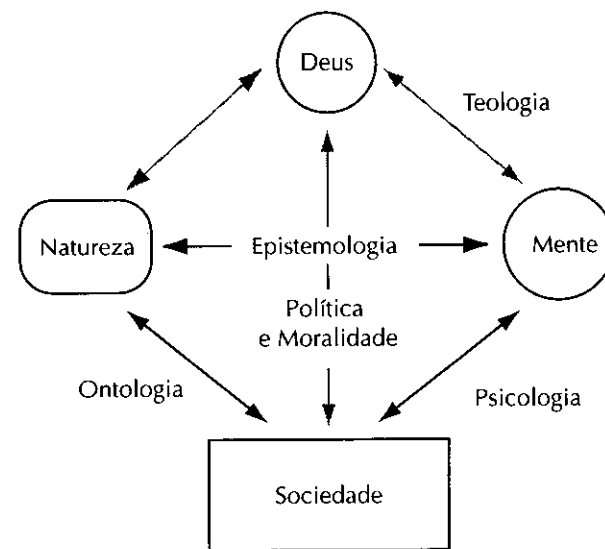 Deus
Teologia
Natureza
Epistemologia
Mente
Política
e Moralidade
Ontologia
Psicologia
Sociedade